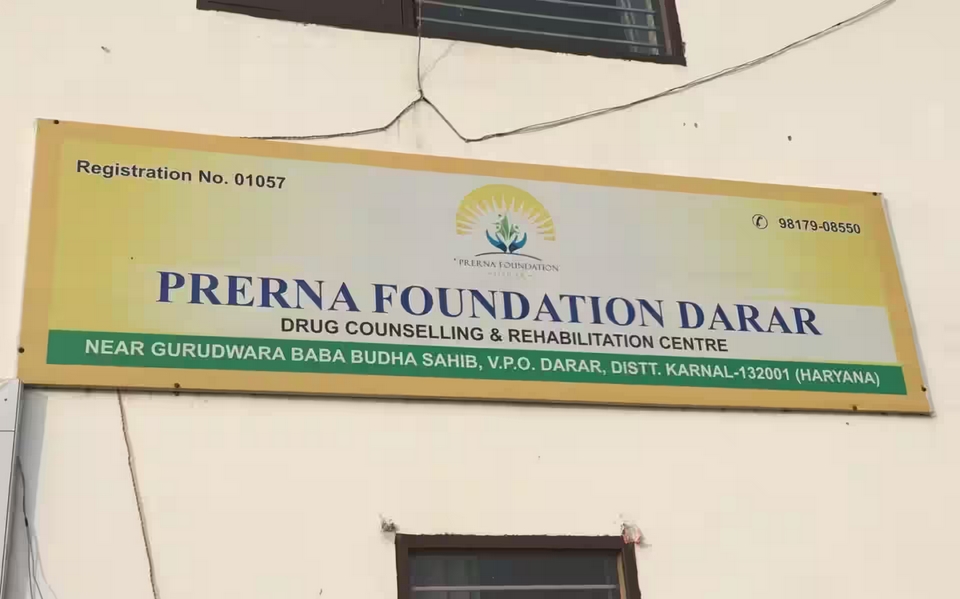 Registration No. 01057
98179-08550
PRERNA FOUNDATION
PRERNA FOUNDATION DARAR
DRUG COUNSELLING & REHABILITATION CENTRE
NEAR GURUDWARA BABA BUDHA SAHIB, V.P.O. DARAR, DISTT. KARNAL-132001 (HARYANA)